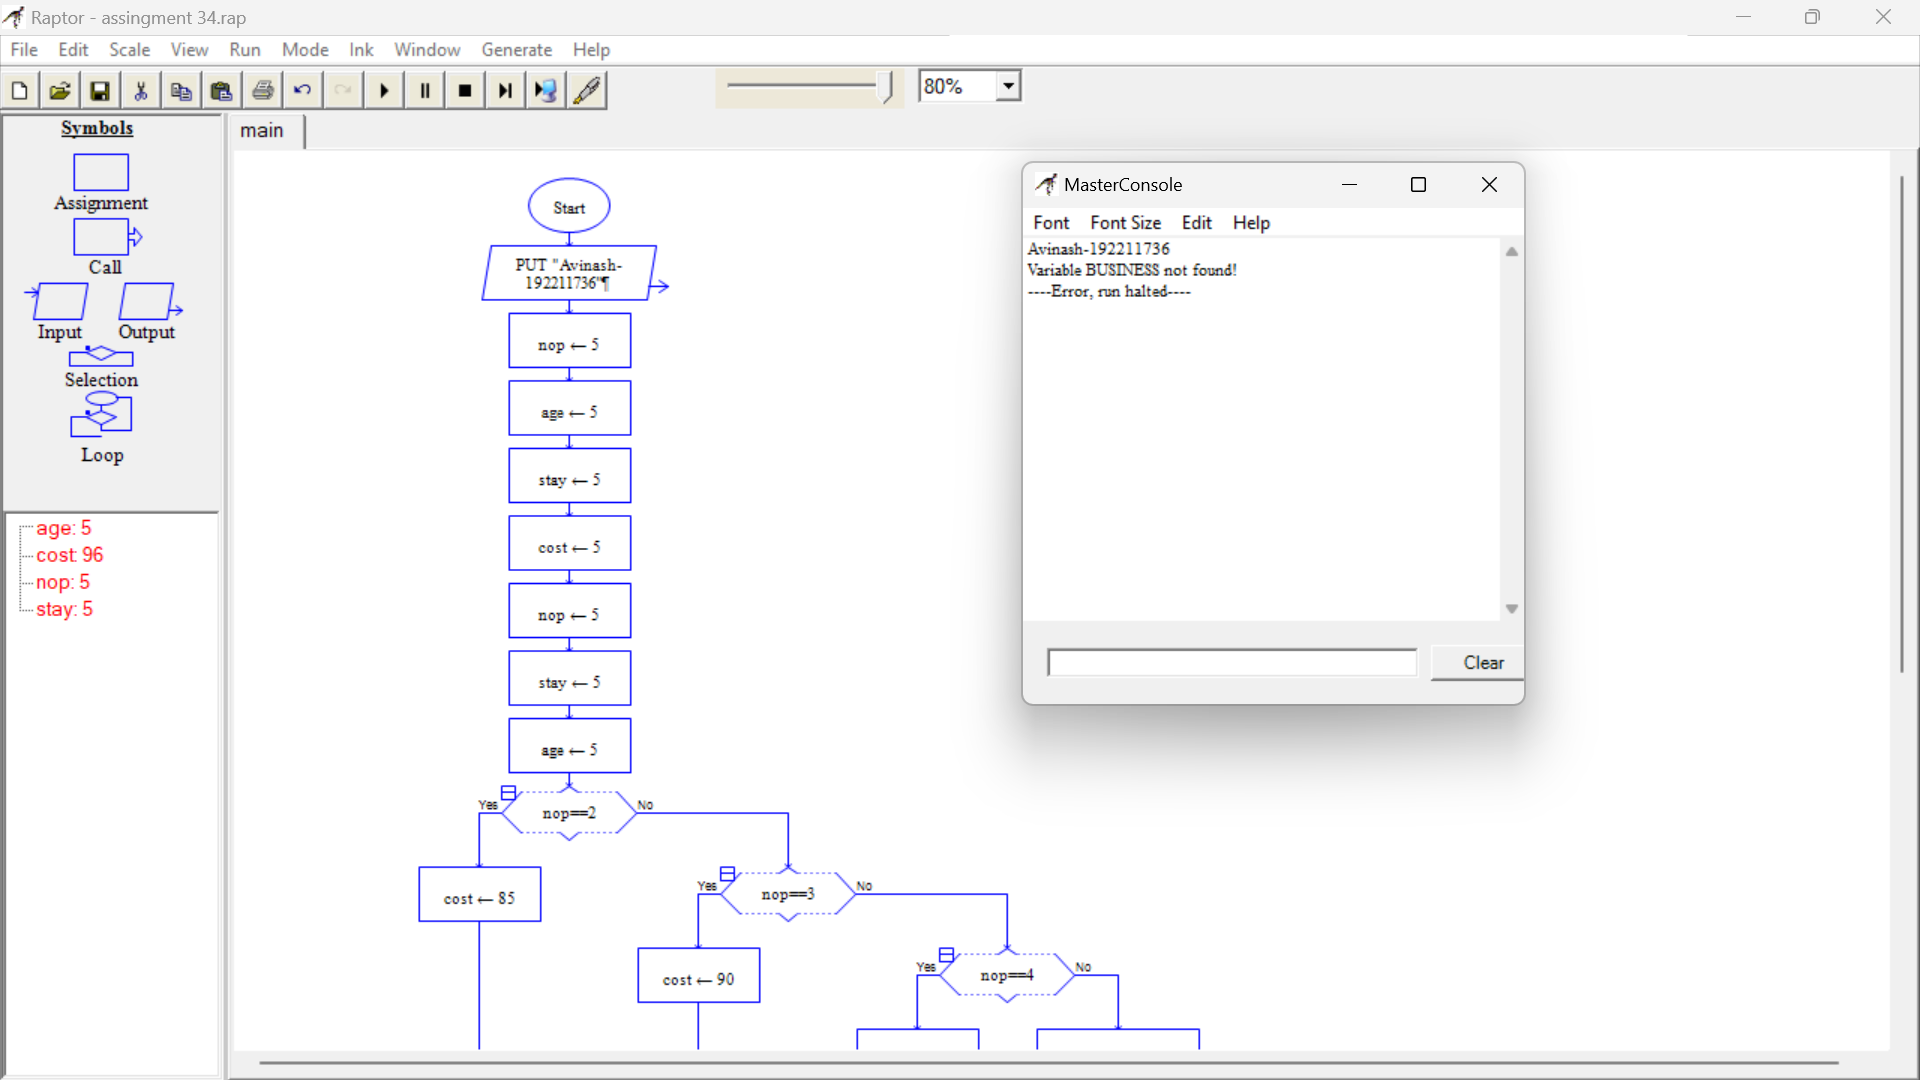 Raptor - assingment 34.rap
File Edit Scale View Run Mode Ink Window Generate Help
80%
Symbols
main
Assignment
Call
Input Output
Selection
Loop
age: 5
cost: 96
nop: 5
stay: 5
Start
PUT "Avinash-
192211736"¶
nop ← 5
age ← 5
stay ← 5
cost ← 5
nop ← 5
stay ← 5
age ← 5
Yes nop==2 No
cost ← 85
Yes nop==3 No
cost ← 90
Yes nop==4 No
MasterConsole
Font Font Size Edit Help
Avinash-192211736
Variable BUSINESS not found!
----Error, run halted----
Clear